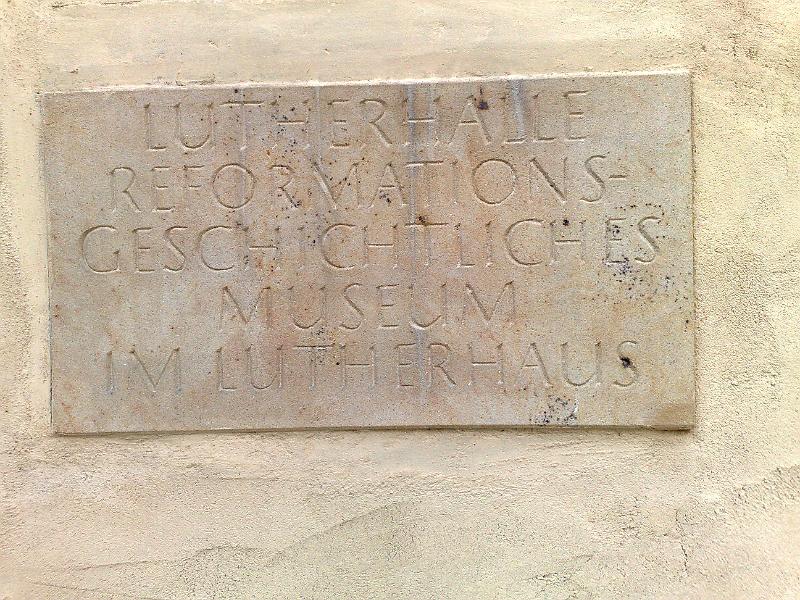 LUTHERHALLE
REFORMATIONS-
GESCHICHTLICHES
MUSEUM
IM LUTHERHAUS